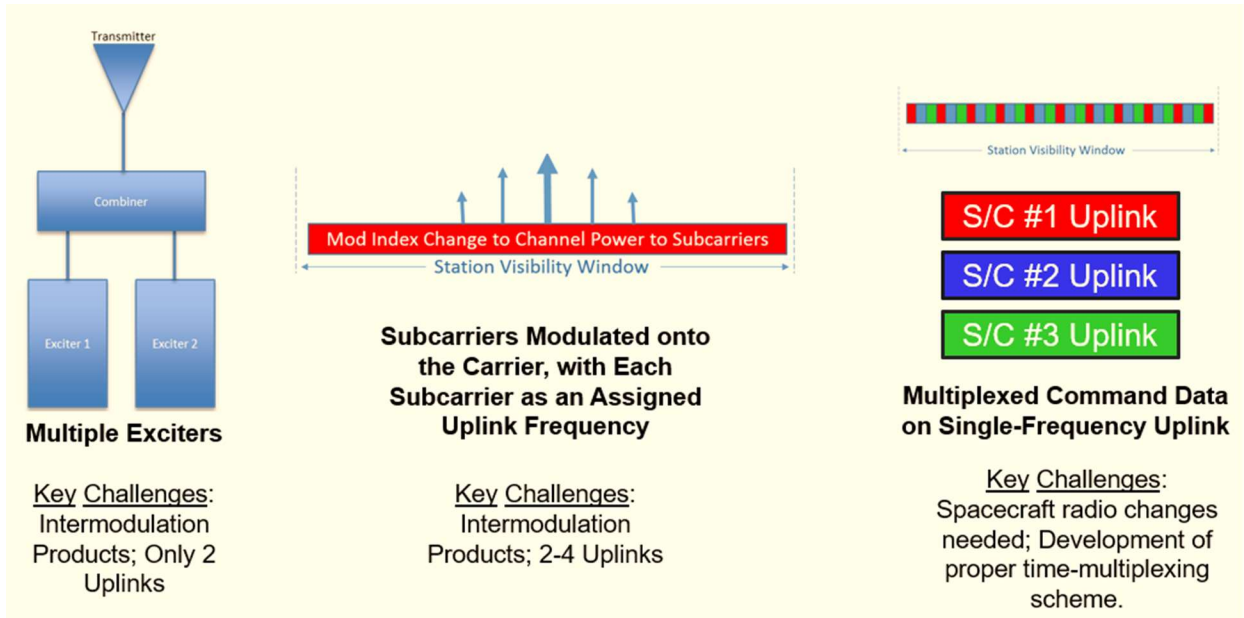 Transmitter
Combiner
Exciter 1
Exciter 2
Multiple Exciters
Key Challenges:
Intermodulation
Products; Only 2
Uplinks
Mod Index Change to Channel Power to Subcarriers
Station Visibility Window
Subcarriers Modulated onto
the Carrier, with Each
Subcarrier as an Assigned
Uplink Frequency
Key Challenges:
Intermodulation
Products; 2-4 Uplinks
Station Visibility Window
S/C #1 Uplink
S/C #2 Uplink
S/C #3 Uplink
Multiplexed Command Data
on Single-Frequency Uplink
Key Challenges:
Spacecraft radio changes
needed; Development of
proper time-multiplexing
scheme.